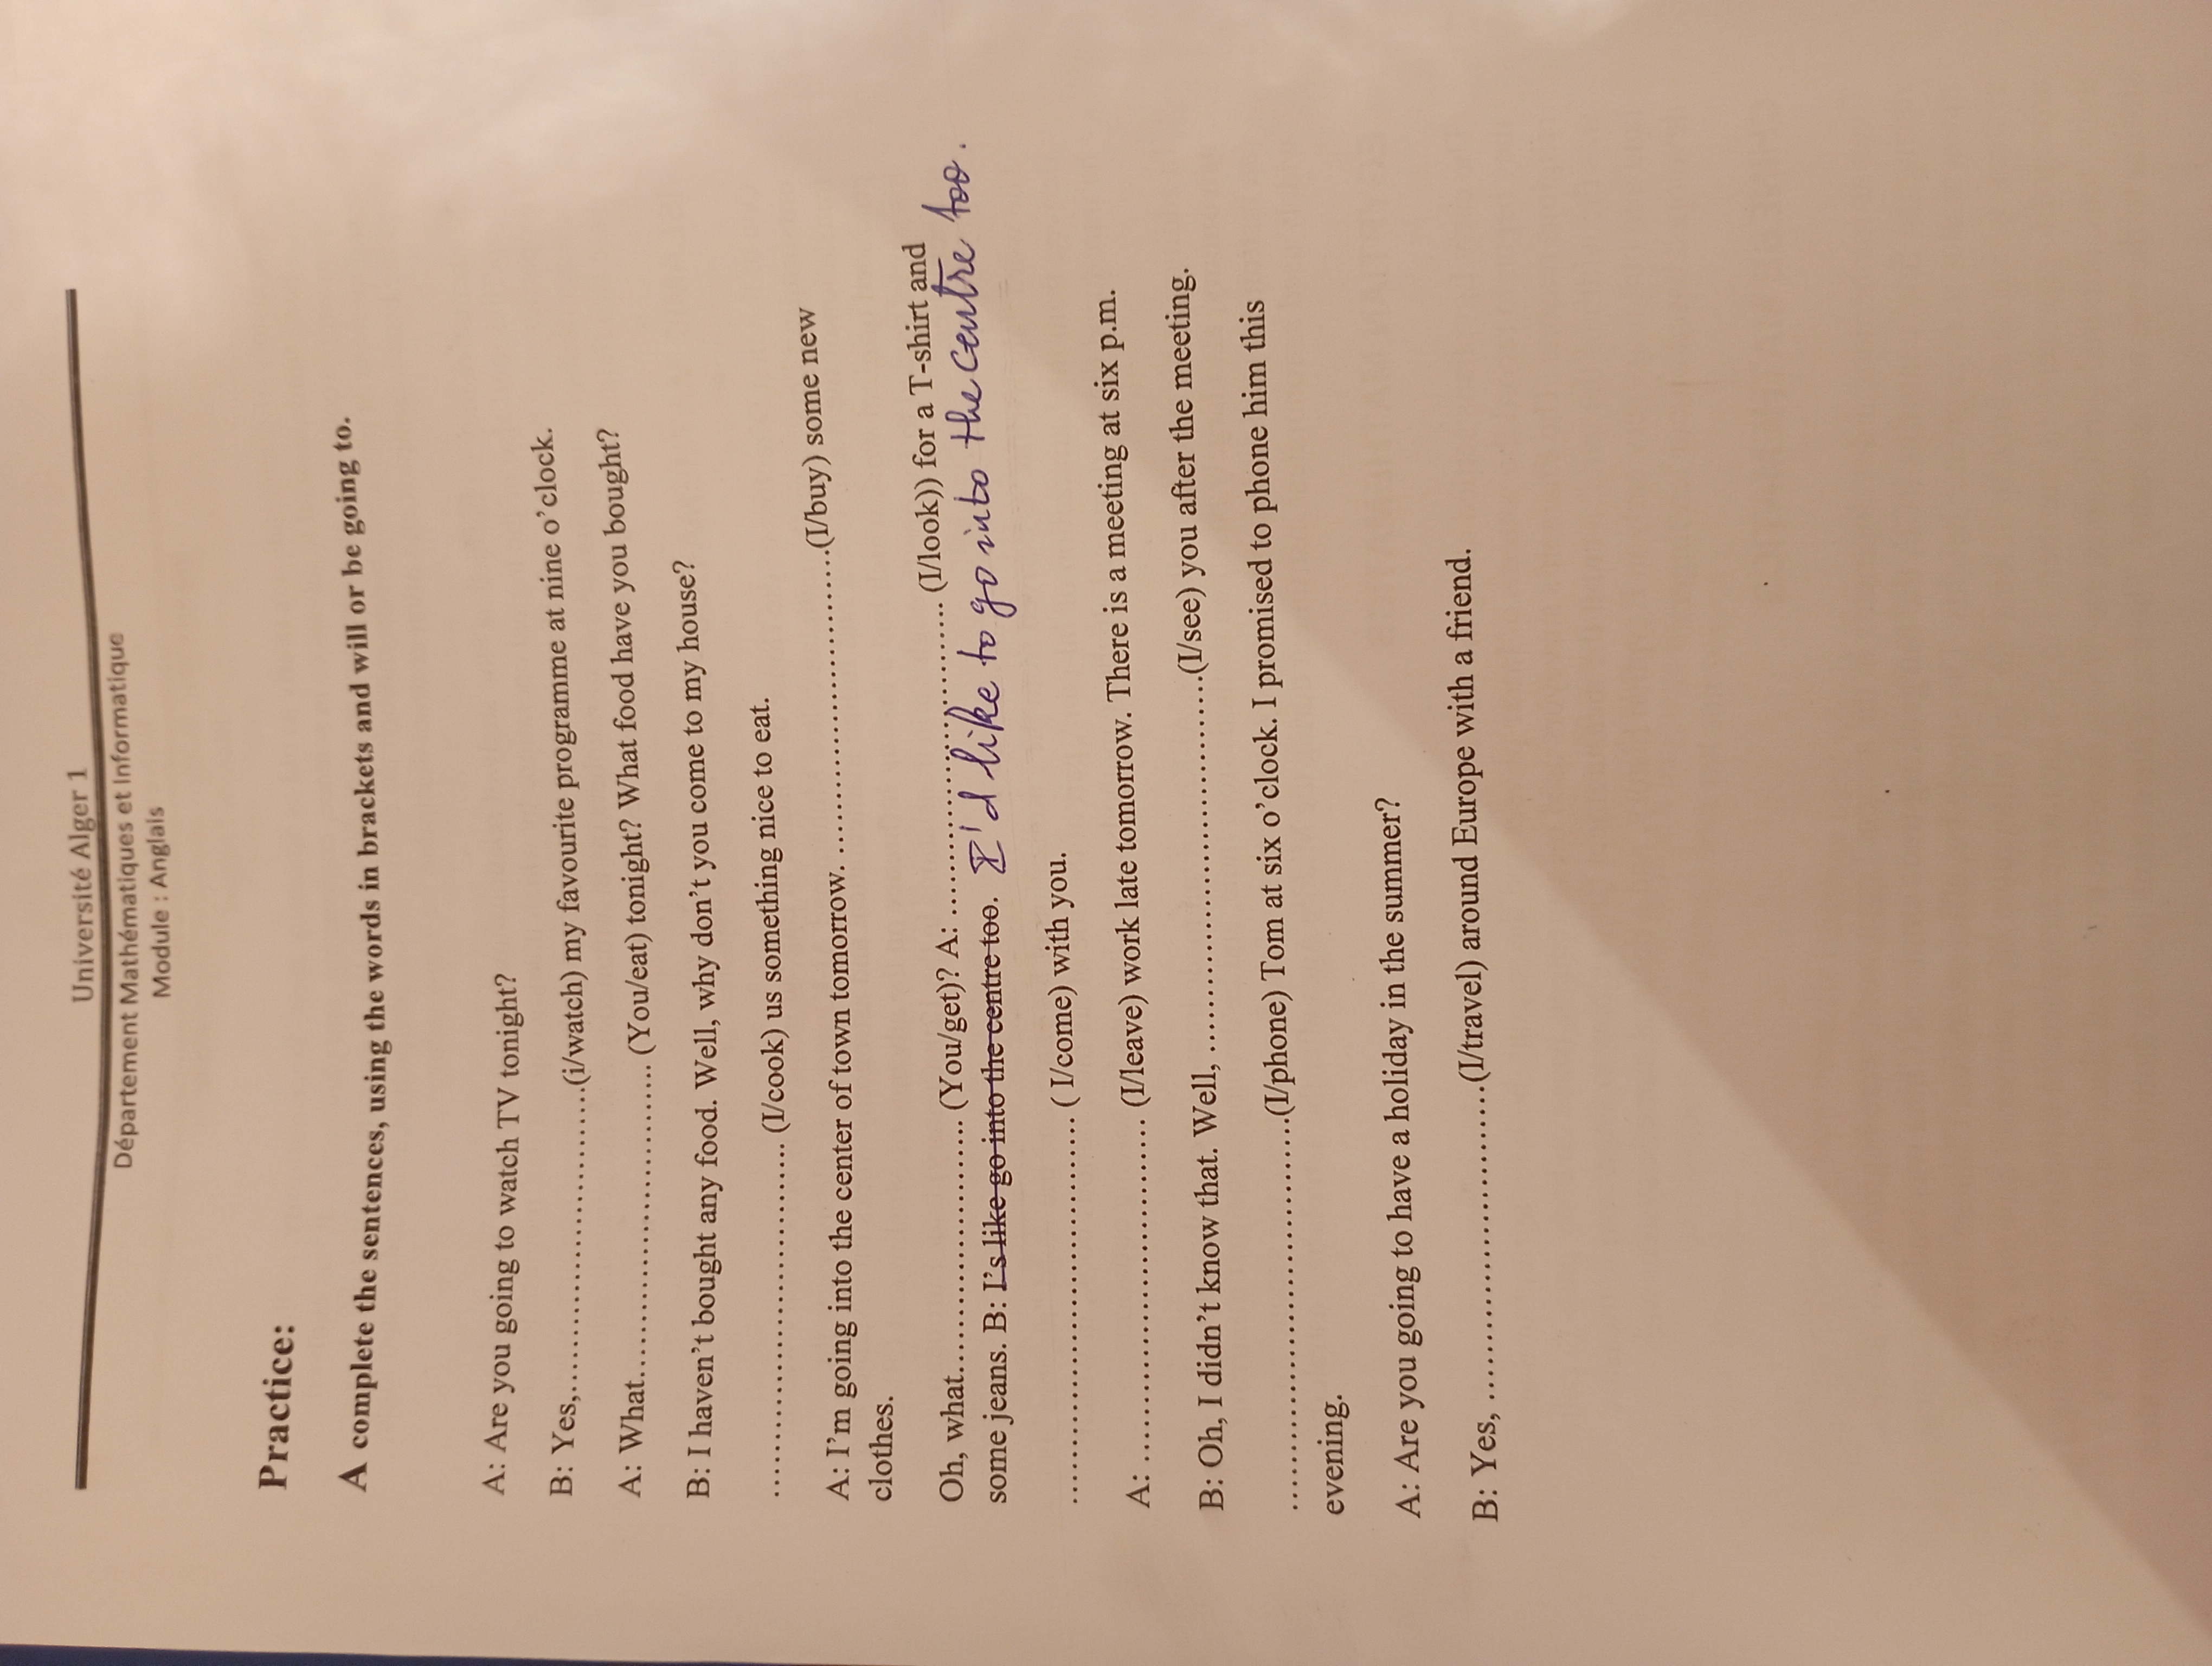 Université Alger 1
Département Mathématiques et Informatique
Module : Anglais
Practice:
A complete the sentences, using the words in brackets and will or be going to.
A: Are you going to watch TV tonight?
B: Yes,.......................................(i/watch) my favourite programme at nine o'clock.
A: What....................................... (You/eat) tonight? What food have you bought?
B: I haven't bought any food. Well, why don't you come to my house?
....................................... (I/cook) us something nice to eat.
A: I'm going into the center of town tomorrow. .......................................(I/buy) some new
clothes.
Oh, what............................... (You/get)? A: ....................................... (I/look)) for a T-shirt and
some jeans. B: I's like go into the centre too. I'd like to go into the centre too.
....................................... ( I/come) with you.
A: ....................................... (I/leave) work late tomorrow. There is a meeting at six p.m.
B: Oh, I didn't know that. Well, .......................................(I/see) you after the meeting.
.......................................(I/phone) Tom at six o'clock. I promised to phone him this
evening.
A: Are you going to have a holiday in the summer?
B: Yes, .......................................(I/travel) around Europe with a friend.